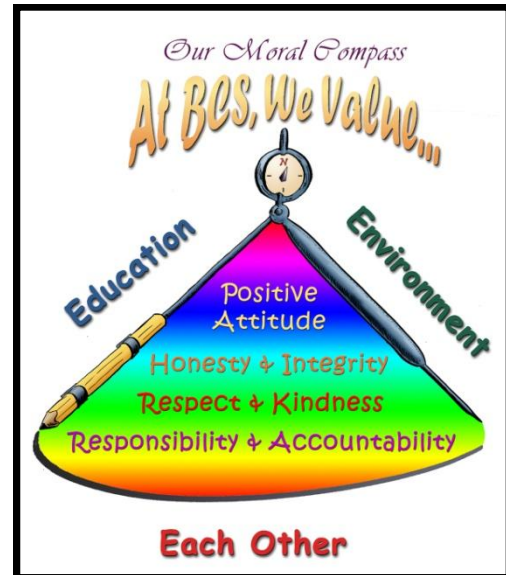 Our Moral Compass
At BCS, We Value...
N
Education
Environment
Positive
Attitude
Honesty & Integrity
Respect & Kindness
Responsibility & Accountability
Each Other